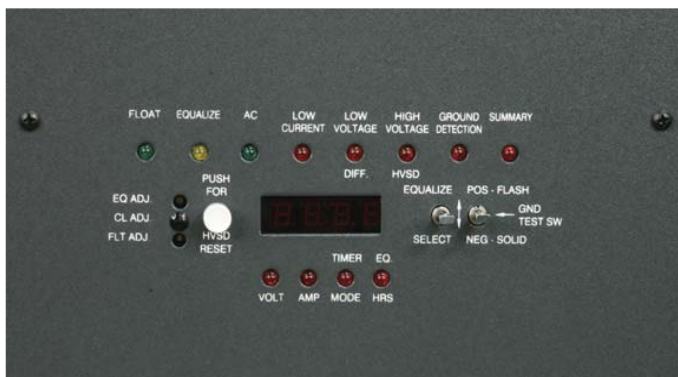 FLOAT EQUALIZE AC LOW CURRENT LOW VOLTAGE HIGH VOLTAGE GROUND DETECTION SUMMARY
DIFF. HVSD
PUSH FOR
HVSD RESET
EQ ADJ.
CL ADJ.
FLT ADJ.
EQUALIZE
SELECT
POS - FLASH
GND TEST SW
NEG - SOLID
TIMER EQ.
VOLT AMP MODE HRS